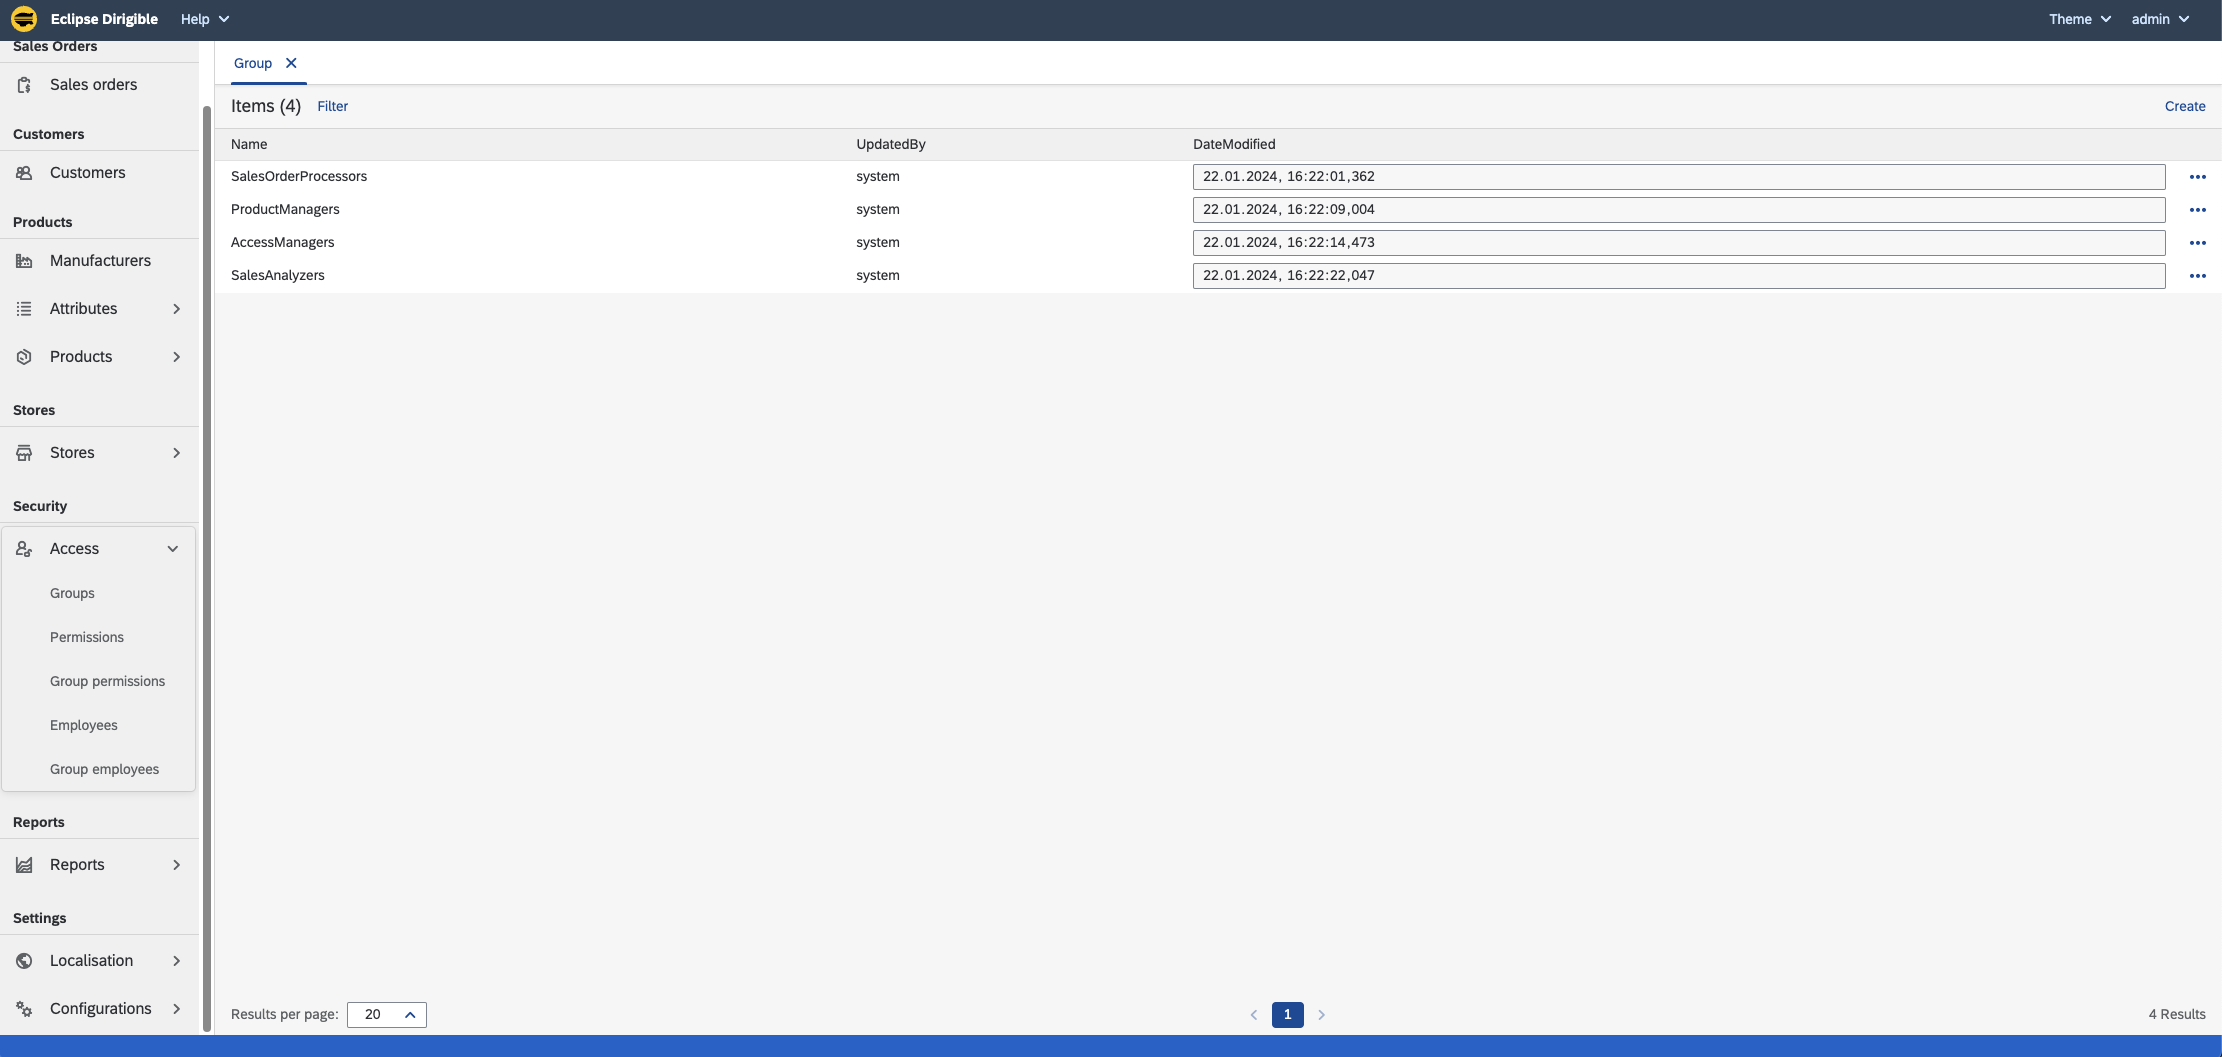 Eclipse Dirigible Help Theme admin
Sales Orders
Sales orders
Customers
Customers
Products
Manufacturers
Attributes
Products
Stores
Stores
Security
Access
Groups
Permissions
Group permissions
Employees
Group employees
Reports
Reports
Settings
Localisation
Configurations
Group
Items (4) Filter Create
Name UpdatedBy DateModified
SalesOrderProcessors system 22.01.2024, 16:22:01,362
ProductManagers system 22.01.2024, 16:22:09,004
AccessManagers system 22.01.2024, 16:22:14,473
SalesAnalyzers system 22.01.2024, 16:22:22,047
Results per page: 20 1 4 Results